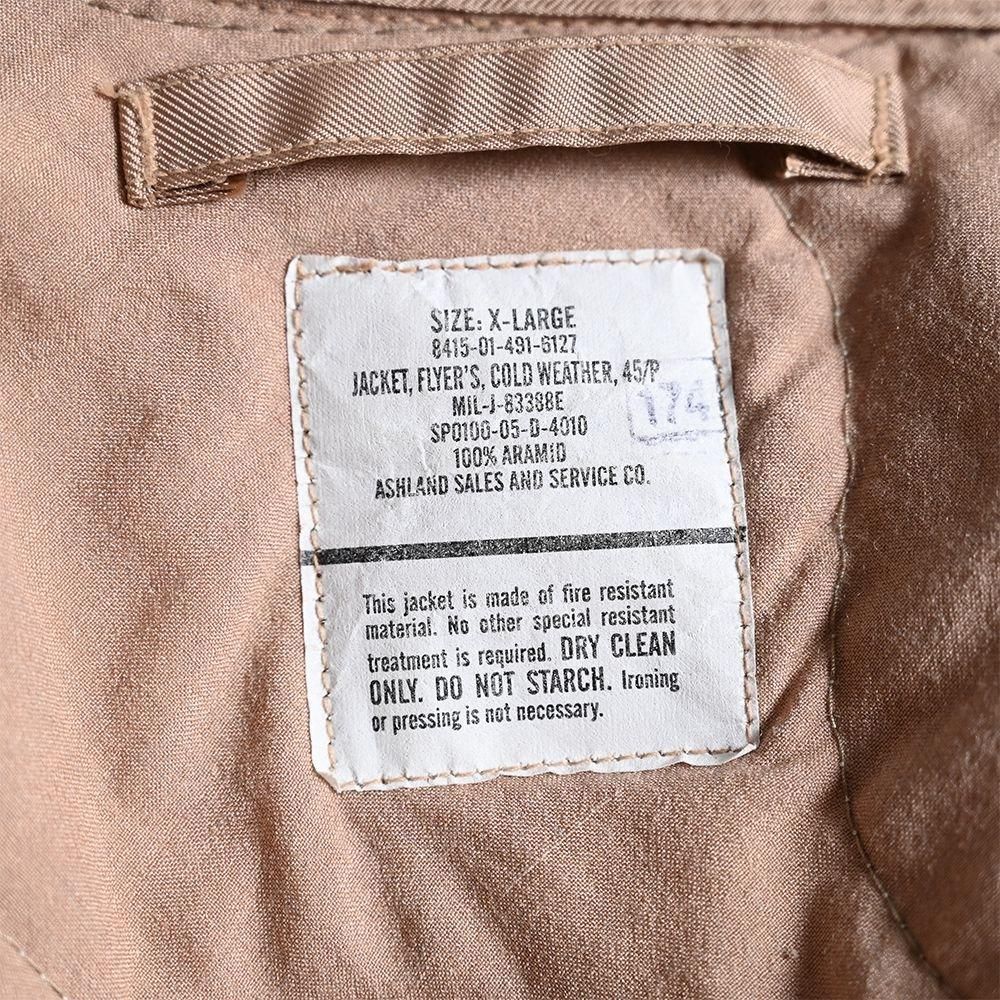 SIZE: X-LARGE
8415-01-491-6127
JACKET, FLYER'S, COLD WEATHER, 45/P
MIL-J-83388E
SP0100-05-D-4010
100% ARAMID
ASHLAND SALES AND SERVICE CO.
174
This jacket is made of fire resistant
material. No other special resistant
treatment is required. DRY CLEAN
ONLY. DO NOT STARCH. Ironing
or pressing is not necessary.